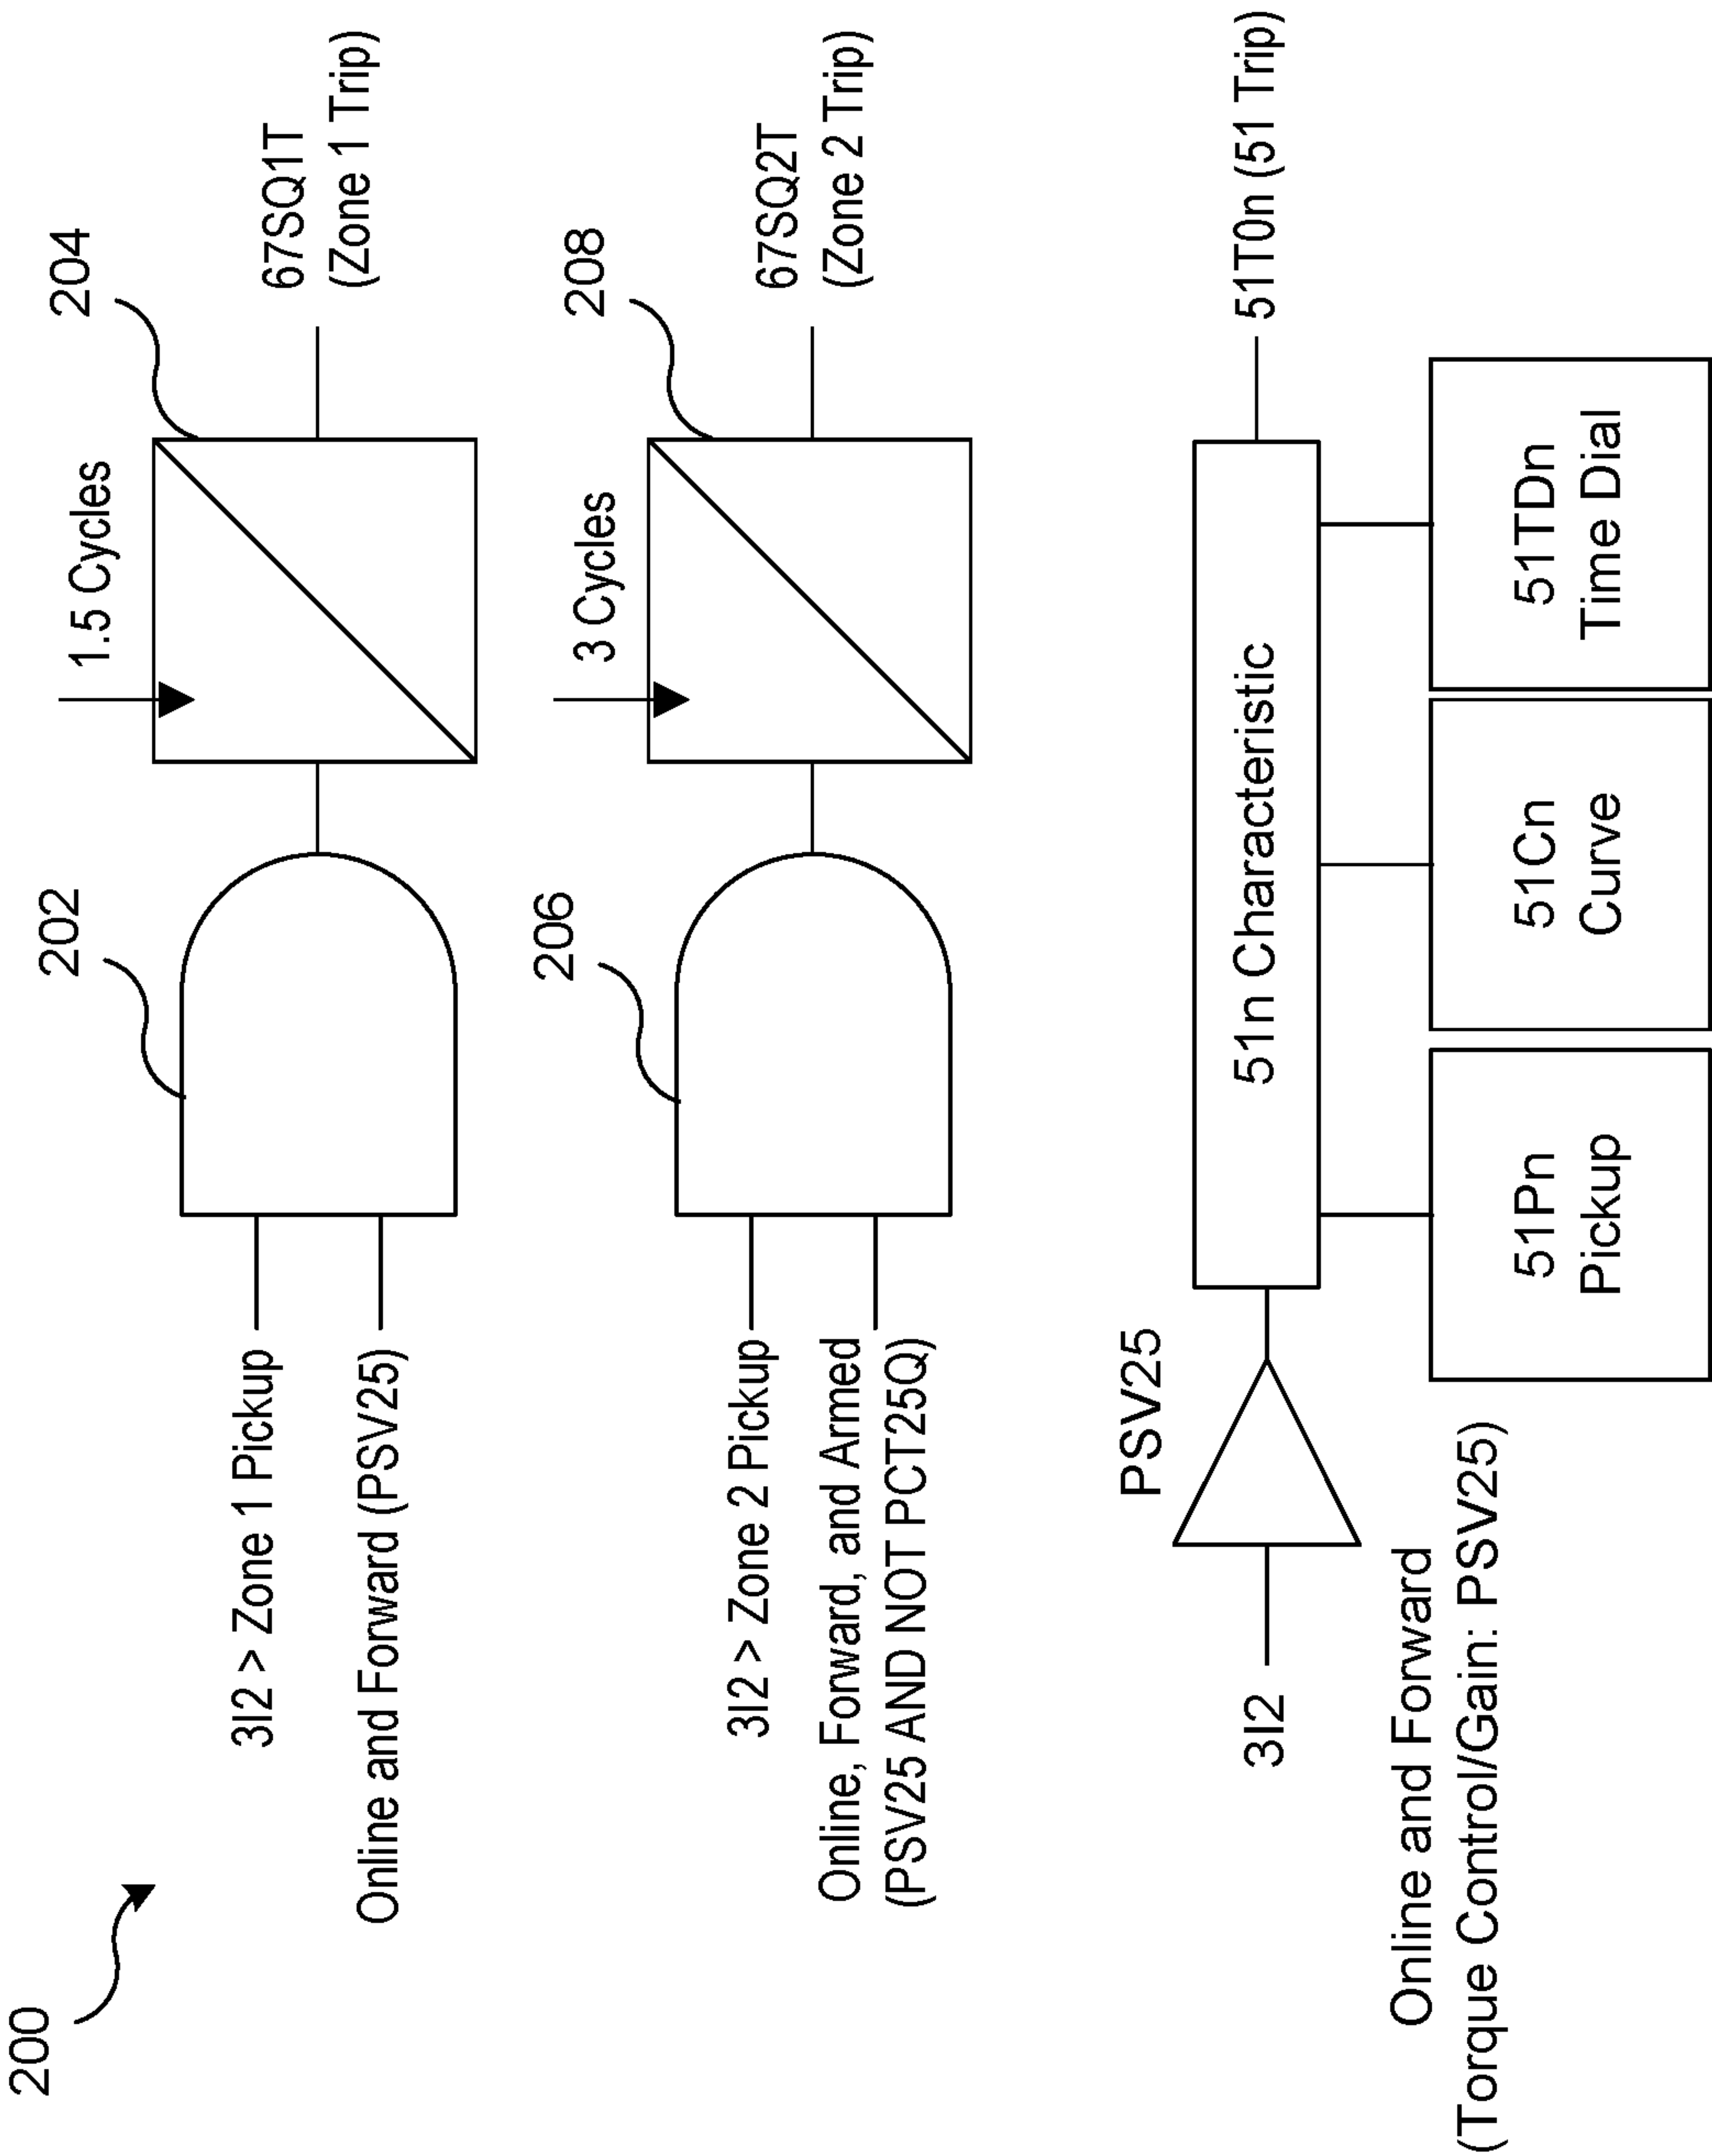 200
202
204
1.5 Cycles
3I2 > Zone 1 Pickup
Online and Forward (PSV25)
67SQ1T
(Zone 1 Trip)
206
208
3 Cycles
3I2 > Zone 2 Pickup
Online, Forward, and Armed
(PSV25 AND NOT PCT25Q)
67SQ2T
(Zone 2 Trip)
PSV25
3I2
51n Characteristic
51T0n (51 Trip)
Online and Forward
(Torque Control/Gain: PSV25)
51Pn
Pickup
51Cn
Curve
51TDn
Time Dial